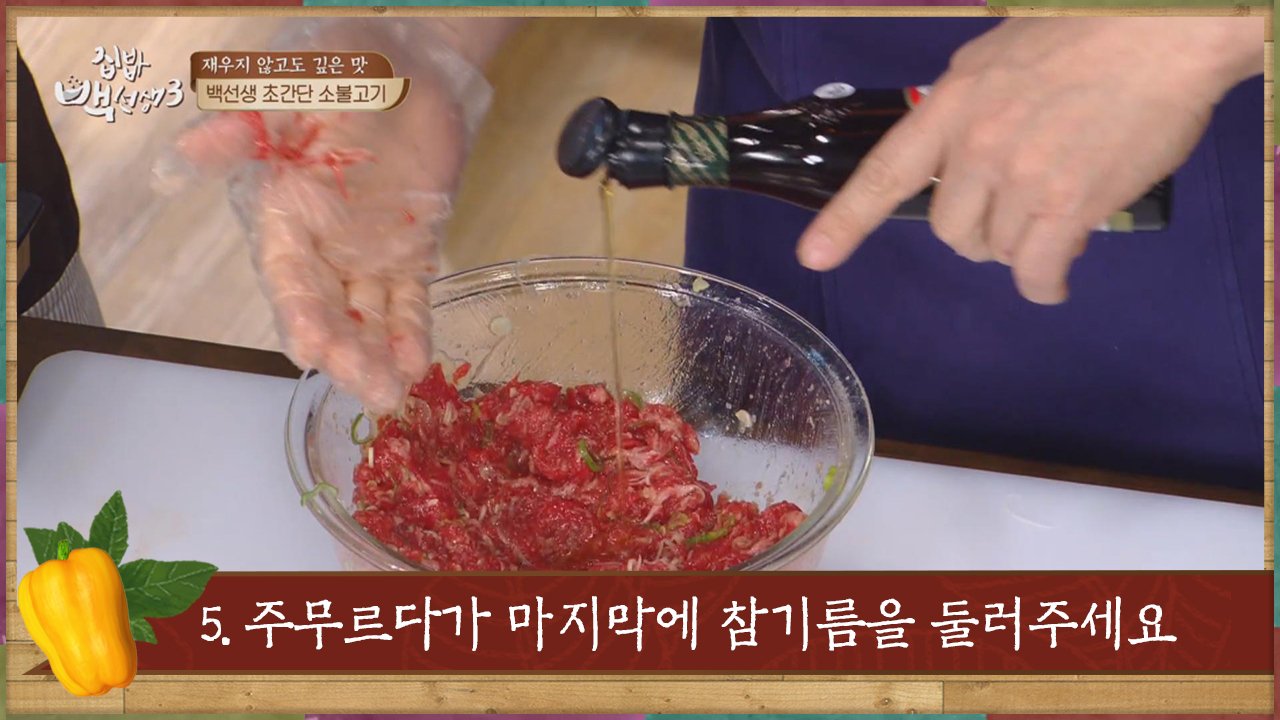 집밥
백선생3
재우지 않고도 깊은 맛
백선생 초간단 소불고기
5. 주무르다가 마지막에 참기름을 둘러주세요